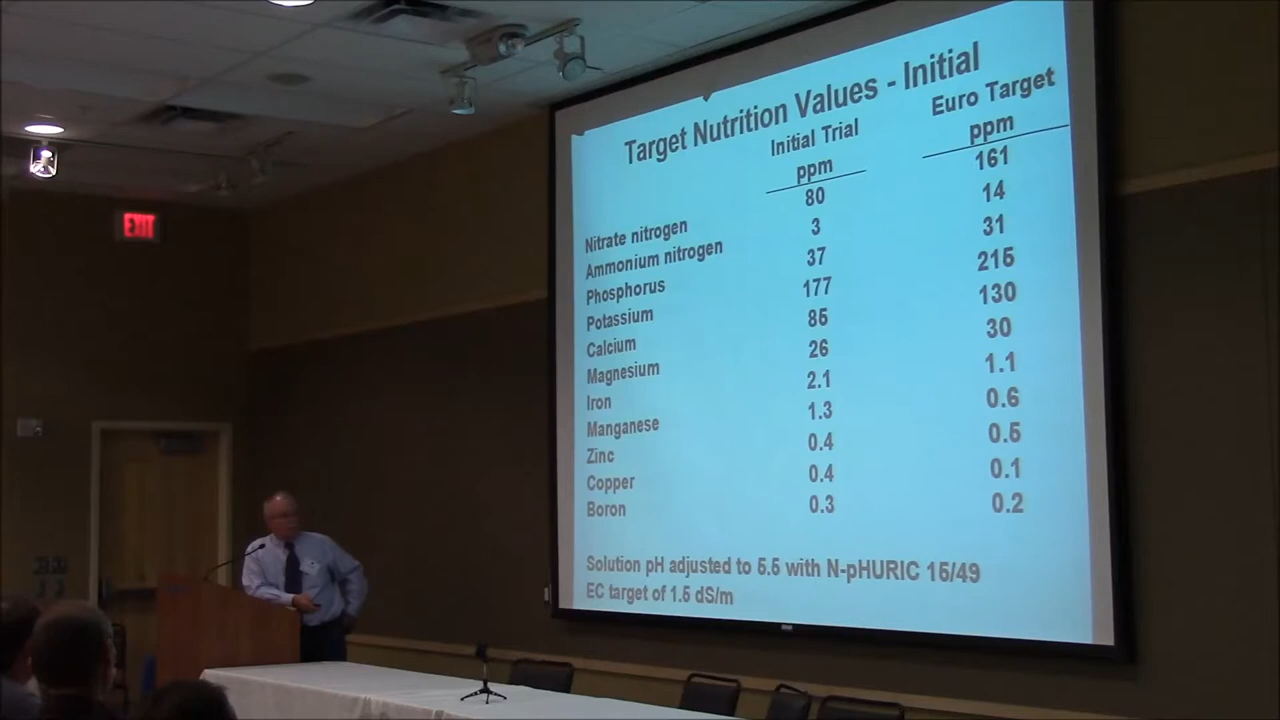 EXIT
Target Nutrition Values - Initial
Initial Trial Euro Target
ppm ppm
Nitrate nitrogen 80 161
Ammonium nitrogen 3 14
Phosphorus 37 31
Potassium 177 215
Calcium 85 130
Magnesium 26 30
Iron 2.1 1.1
Manganese 1.3 0.6
Zinc 0.4 0.5
Copper 0.4 0.1
Boron 0.3 0.2
Solution pH adjusted to 5.5 with N-pHURIC 15/49
EC target of 1.5 dS/m